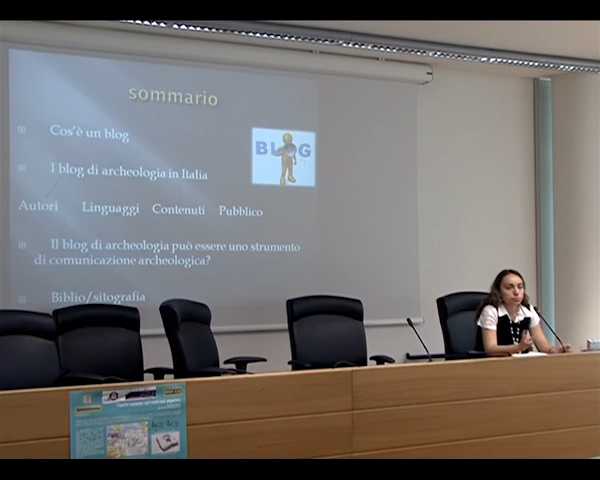 sommario
Cos'è un blog
BLOG
I blog di archeologia in Italia
Autori Linguaggi Contenuti Pubblico
Il blog di archeologia può essere uno strumento
di comunicazione archeologica?
Biblio/sitografia